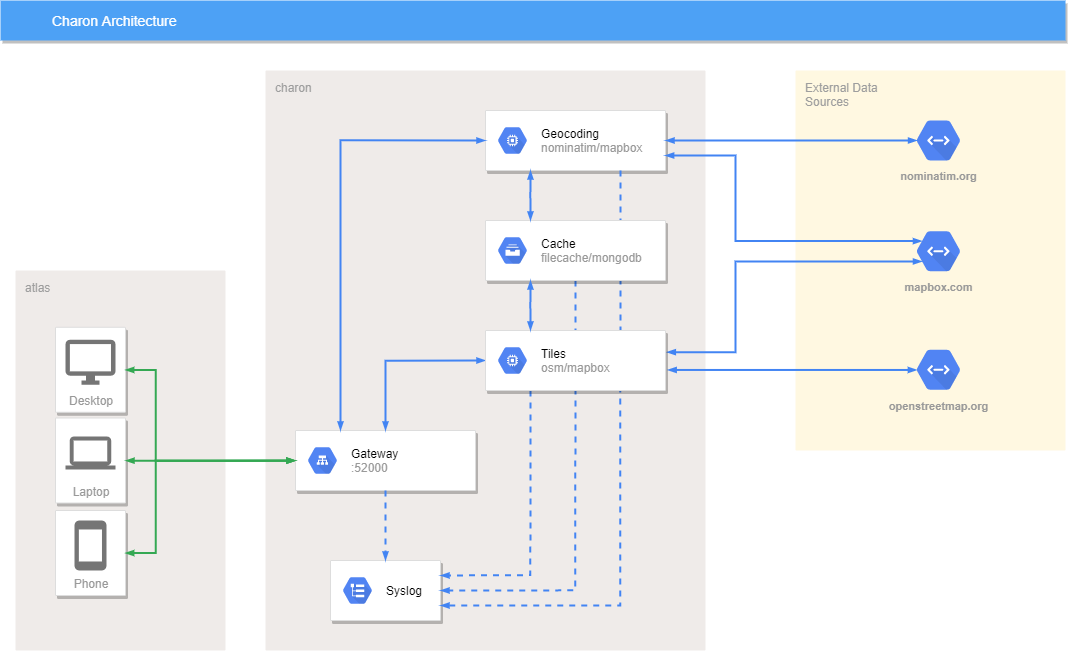 Charon Architecture
charon
External Data
Sources
Geocoding
nominatim/mapbox
nominatim.org
Cache
filecache/mongodb
mapbox.com
atlas
Tiles
osm/mapbox
Desktop
openstreetmap.org
Gateway
:52000
Laptop
Phone
Syslog